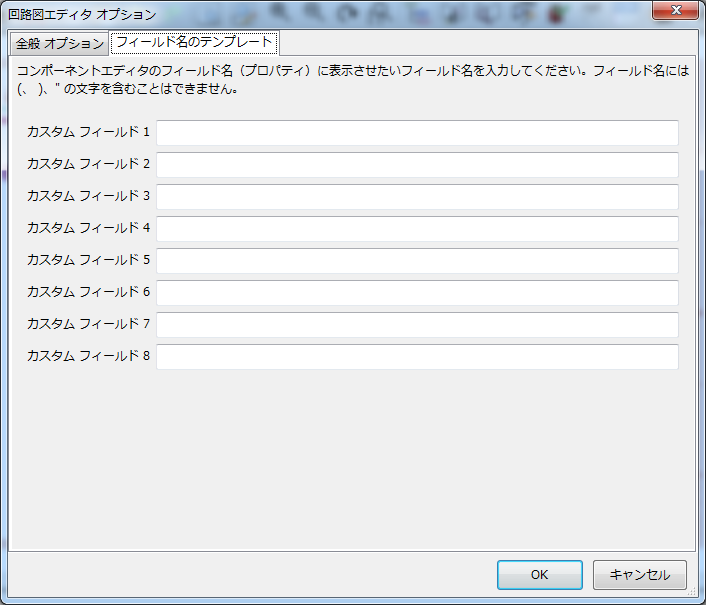 回路図エディタ オプション
全般 オプション
フィールド名のテンプレート
コンポーネントエディタのフィールド名（プロパティ）に表示させたいフィールド名を入力してください。フィールド名には
(、 )、" の文字を含むことはできません。
カスタム フィールド 1
カスタム フィールド 2
カスタム フィールド 3
カスタム フィールド 4
カスタム フィールド 5
カスタム フィールド 6
カスタム フィールド 7
カスタム フィールド 8
OK
キャンセル